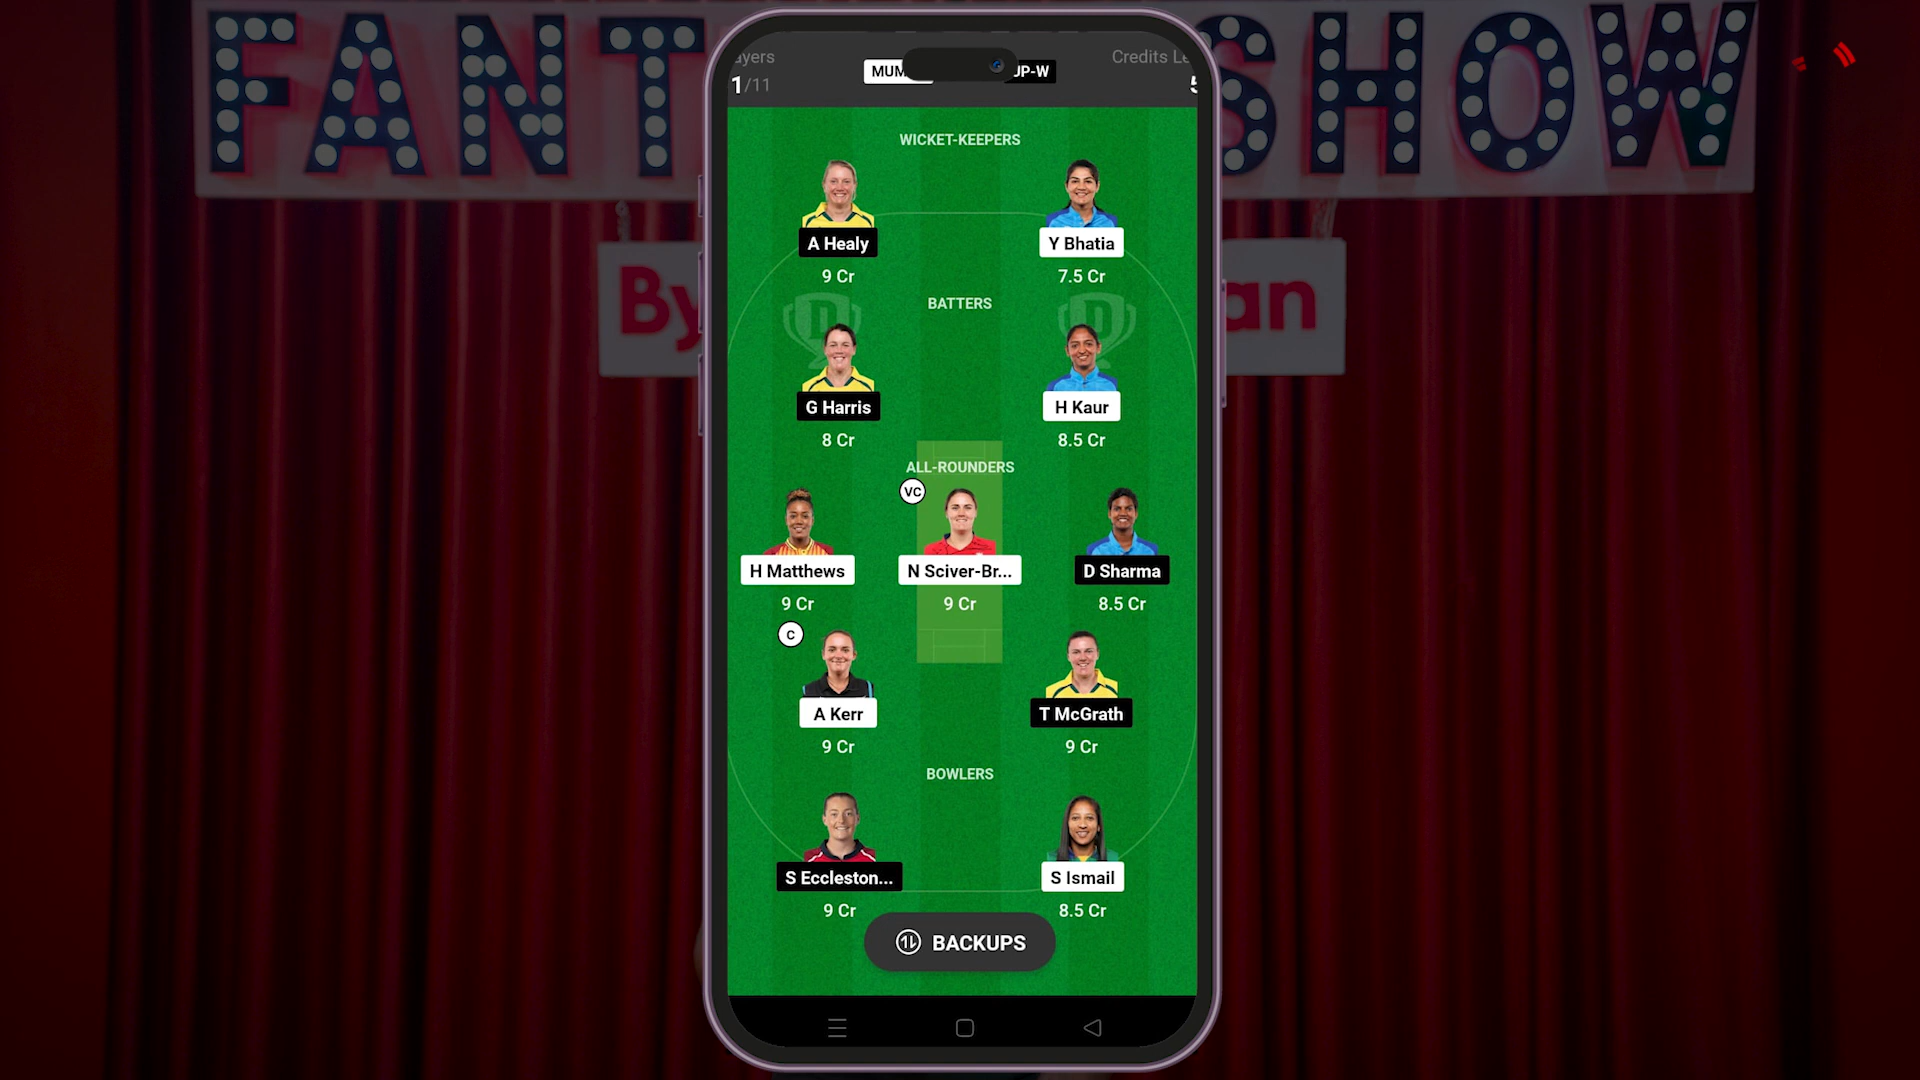 FANT SHOW
By an
ayers
Credits Le
MUM UP-W
1/11
5
WICKET-KEEPERS
A Healy
Y Bhatia
9 Cr
7.5 Cr
BATTERS
G Harris
H Kaur
8 Cr
8.5 Cr
ALL-ROUNDERS
VC
H Matthews
N Sciver-Br...
D Sharma
9 Cr
9 Cr
8.5 Cr
C
A Kerr
T McGrath
9 Cr
9 Cr
BOWLERS
S Eccleston...
S Ismail
9 Cr
8.5 Cr
BACKUPS